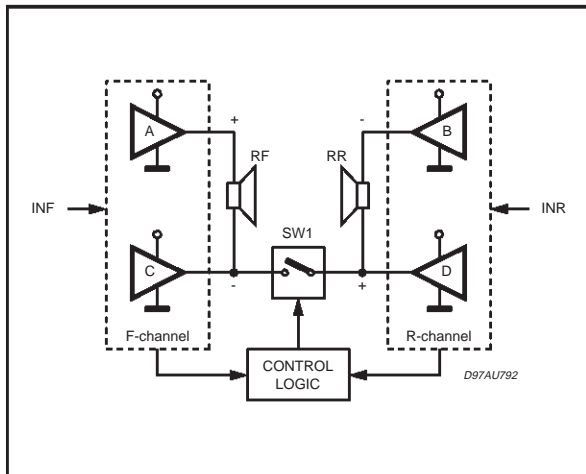 A
+
-
B
RF
RR
INF
INR
SW1
C
-
+
D
F-channel
R-channel
CONTROL
LOGIC
D97AU792